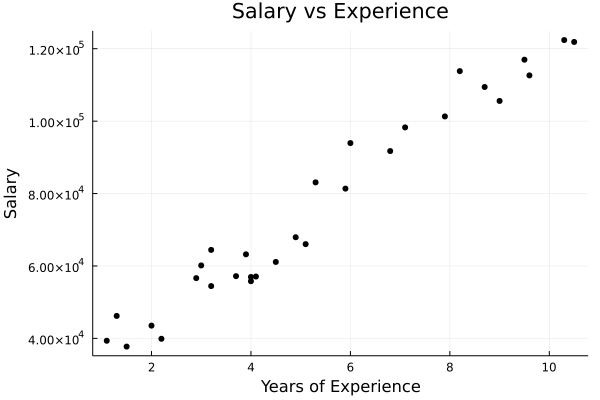 Salary vs Experience
1.20×10⁵
1.00×10⁵
8.00×10⁴
6.00×10⁴
4.00×10⁴
Salary
2 4 6 8 10
Years of Experience